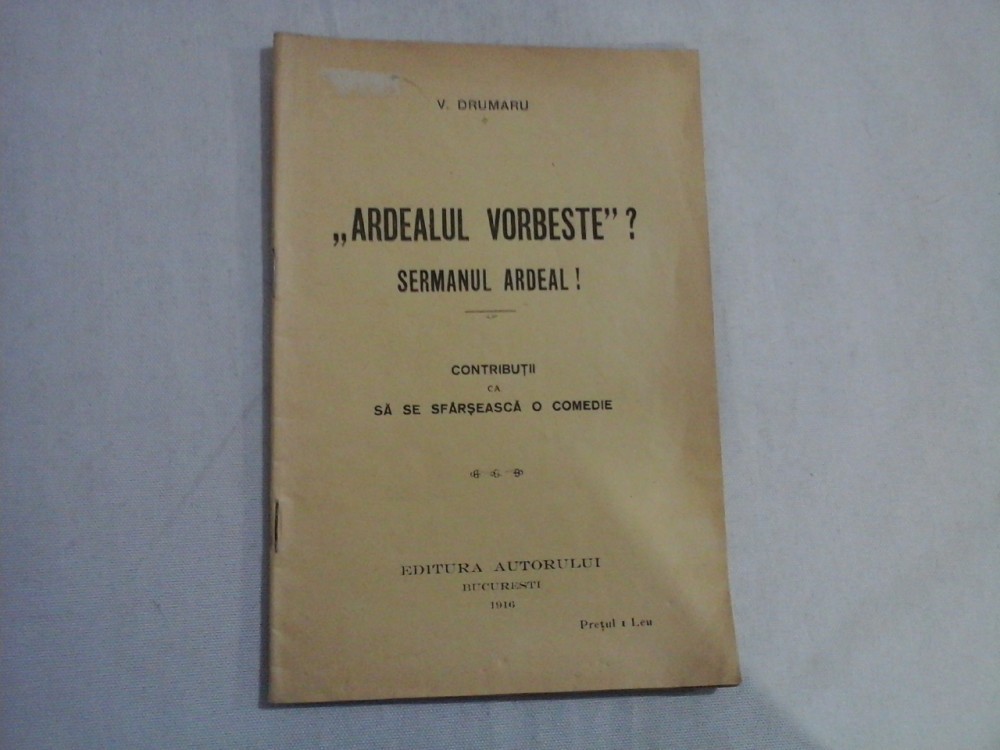 V. DRUMARU
„ARDEALUL VORBESTE”?
SERMANUL ARDEAL!
CONTRIBUȚII
CA
SĂ SE SFÂRȘEASCĂ O COMEDIE
EDITURA AUTORULUI
BUCURESTI
1916
Prețul 1 Leu